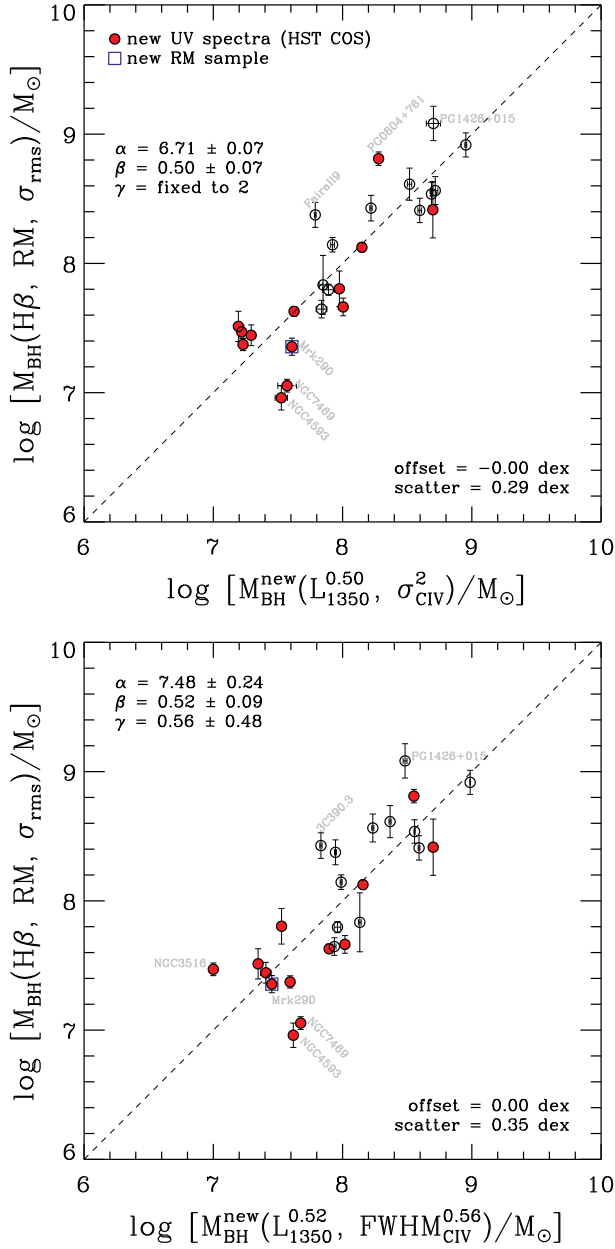 10
new UV spectra (HST COS)
new RM sample
PG0804+761
PG1426+015
9
α = 6.71 ± 0.07
β = 0.50 ± 0.07
γ = fixed to 2
Fairall9
8
Mrk290
NGC7469
NGC4593
7
offset = −0.00 dex
scatter = 0.29 dex
6
6 7 8 9 10
log [M_BH(Hβ, RM, σ_rms)/M_⊙]
log [M_BH^new(L_1350^0.50, σ_CIV^2)/M_⊙]
10
α = 7.48 ± 0.24
β = 0.52 ± 0.09
γ = 0.56 ± 0.48
PG1426+015
9
3C390.3
8
NGC3516
Mrk290
NGC7469
NGC4593
7
offset = 0.00 dex
scatter = 0.35 dex
6
6 7 8 9 10
log [M_BH(Hβ, RM, σ_rms)/M_⊙]
log [M_BH^new(L_1350^0.52, FWHM_CIV^0.56)/M_⊙]